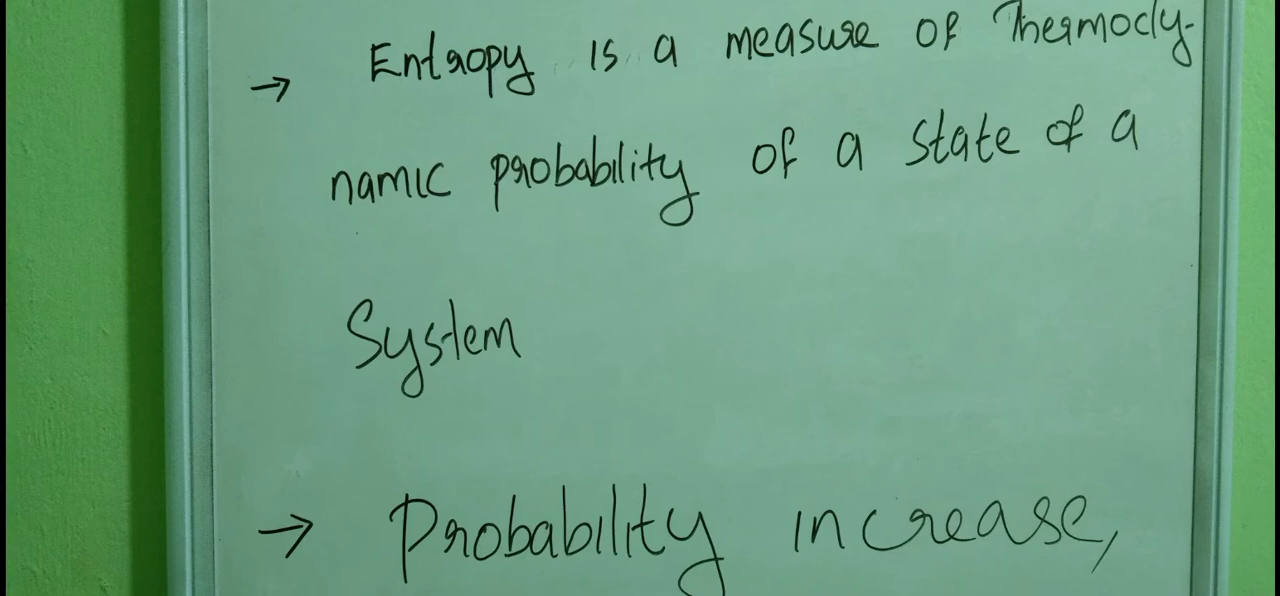 → Entropy is a measure of Thermody-
namic probability of a state of a
System
→ Probability increase,